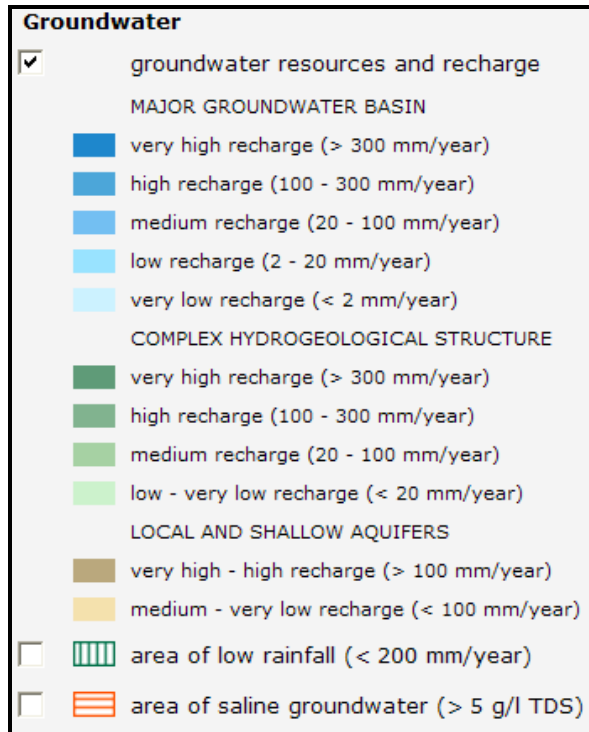 Groundwater
groundwater resources and recharge
MAJOR GROUNDWATER BASIN
very high recharge (> 300 mm/year)
high recharge (100 - 300 mm/year)
medium recharge (20 - 100 mm/year)
low recharge (2 - 20 mm/year)
very low recharge (< 2 mm/year)
COMPLEX HYDROGEOLOGICAL STRUCTURE
very high recharge (> 300 mm/year)
high recharge (100 - 300 mm/year)
medium recharge (20 - 100 mm/year)
low - very low recharge (< 20 mm/year)
LOCAL AND SHALLOW AQUIFERS
very high - high recharge (> 100 mm/year)
medium - very low recharge (< 100 mm/year)
area of low rainfall (< 200 mm/year)
area of saline groundwater (> 5 g/l TDS)